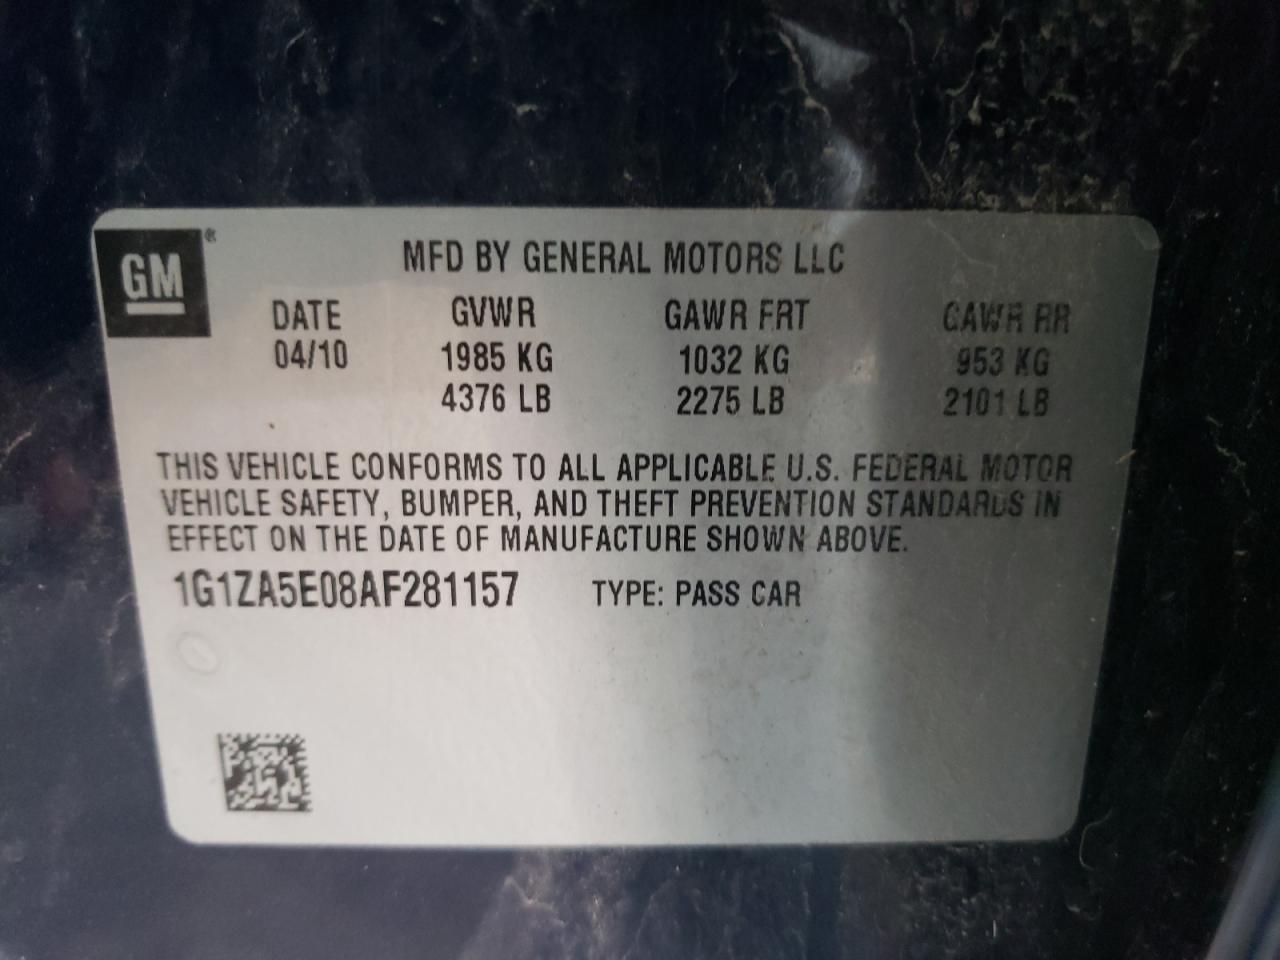 GM®
MFD BY GENERAL MOTORS LLC
DATE GVWR GAWR FRT GAWR RR
04/10 1985 KG 1032 KG 953 KG
4376 LB 2275 LB 2101 LB
THIS VEHICLE CONFORMS TO ALL APPLICABLE U.S. FEDERAL MOTOR
VEHICLE SAFETY, BUMPER, AND THEFT PREVENTION STANDARDS IN
EFFECT ON THE DATE OF MANUFACTURE SHOWN ABOVE.
1G1ZA5E08AF281157 TYPE: PASS CAR